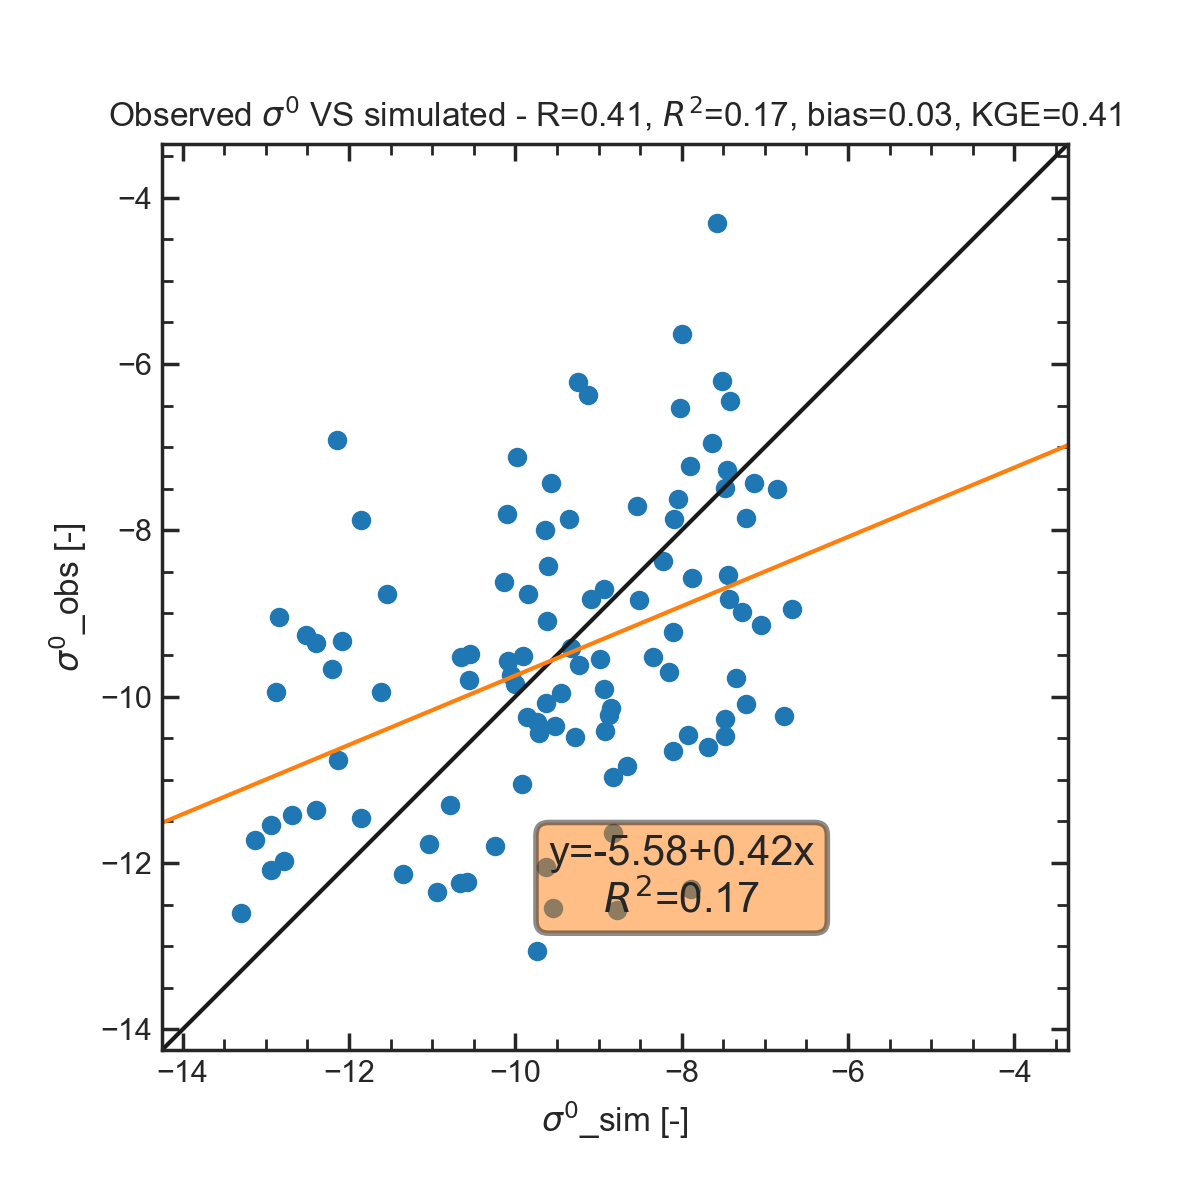 Observed σ⁰ VS simulated - R=0.41, R²=0.17, bias=0.03, KGE=0.41
−4
−6
−8
−10
−12
−14
σ⁰_obs [-]
y=-5.58+0.42x
R²=0.17
−14 −12 −10 −8 −6 −4
σ⁰_sim [-]